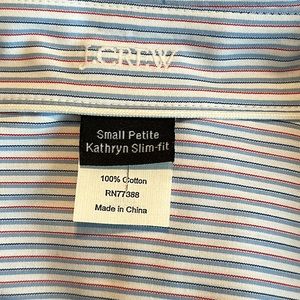 J.CREW
Small Petite
Kathryn Slim-fit
100% Cotton
RN77388
Made in China